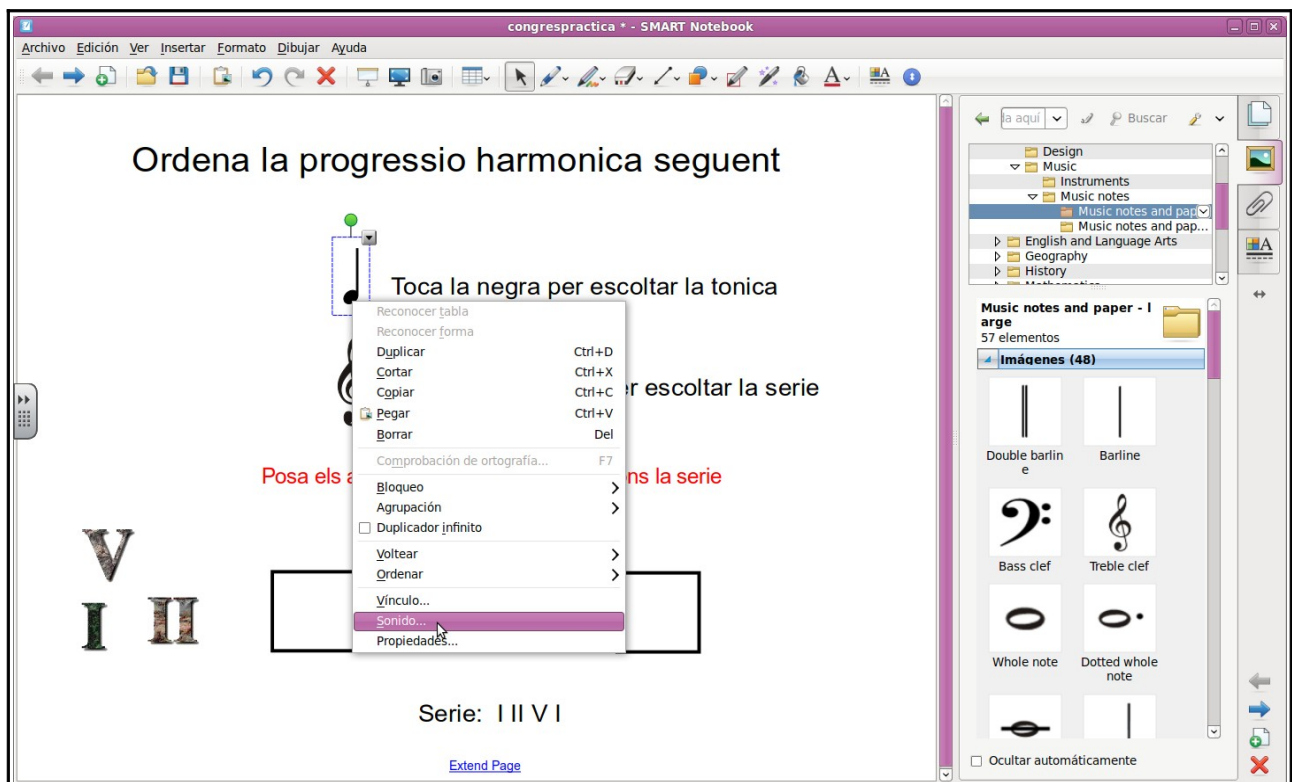 congrespractica * - SMART Notebook
Archivo Edición Ver Insertar Formato Dibujar Ayuda
A
A
la aquí
Buscar
Design
Music
Instruments
Music notes
Music notes and pap
Music notes and pap...
English and Language Arts
Geography
History
Music notes and paper - l
arge
57 elementos
Imágenes (48)
Double barlin
e
Barline
Bass clef
Treble clef
Whole note
Dotted whole
note
Ocultar automáticamente
A
Ordena la progressio harmonica seguent
Toca la negra per escoltar la tonica
r escoltar la serie
Posa els
ns la serie
Reconocer tabla
Reconocer forma
Duplicar Ctrl+D
Cortar Ctrl+X
Copiar Ctrl+C
Pegar Ctrl+V
Borrar Del
Comprobación de ortografía... F7
Bloqueo
Agrupación
Duplicador infinito
Voltear
Ordenar
Vínculo...
Sonido...
Propiedades...
V
I II
Serie: I II V I
Extend Page